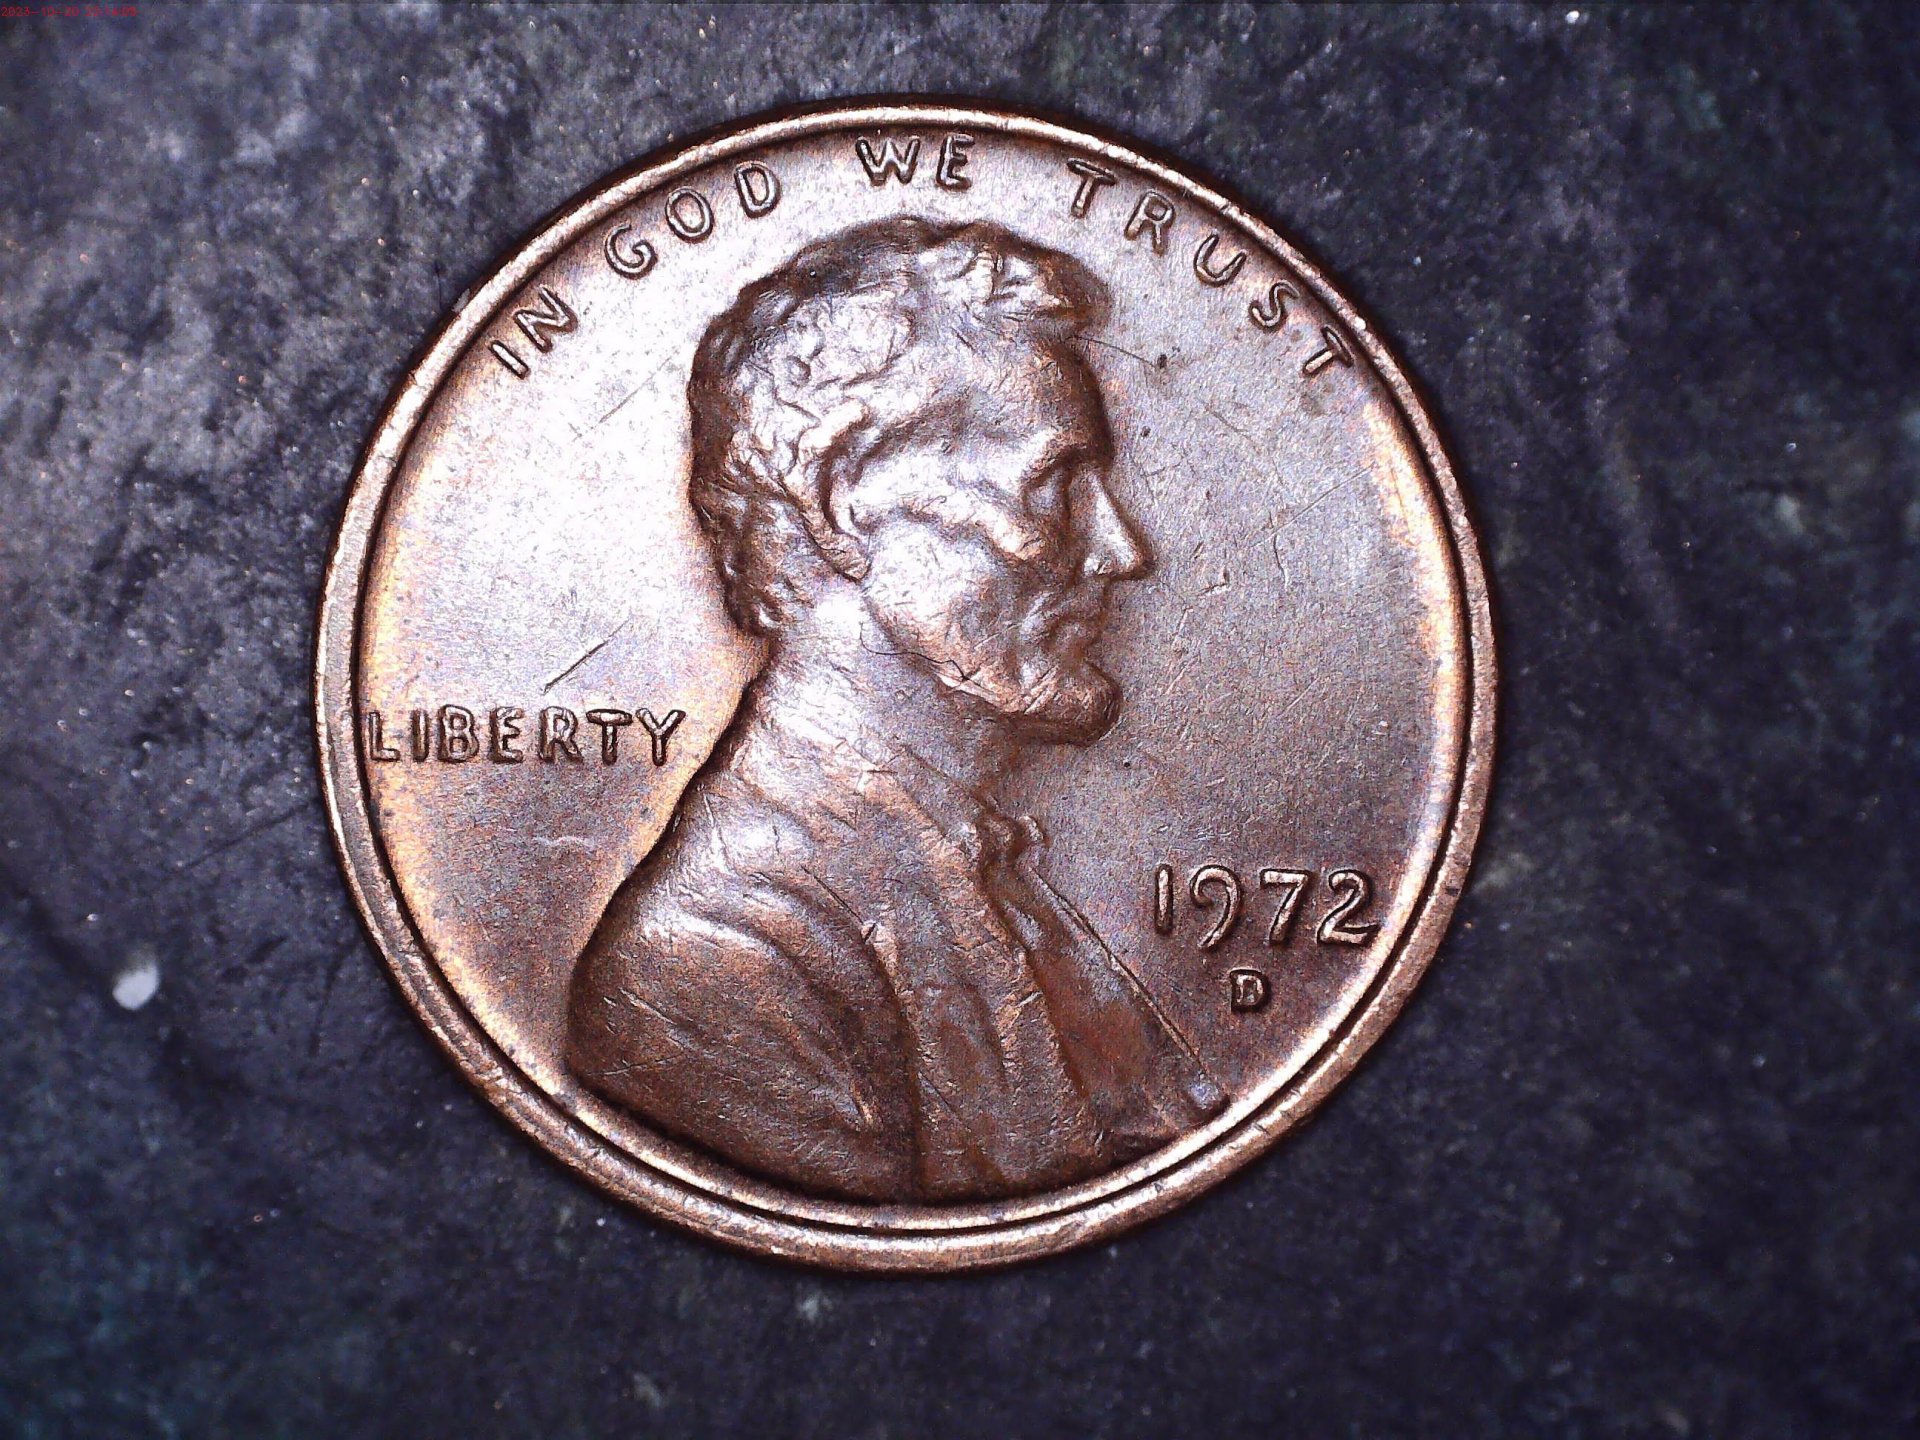 IN GOD WE TRUST
LIBERTY
1972
D